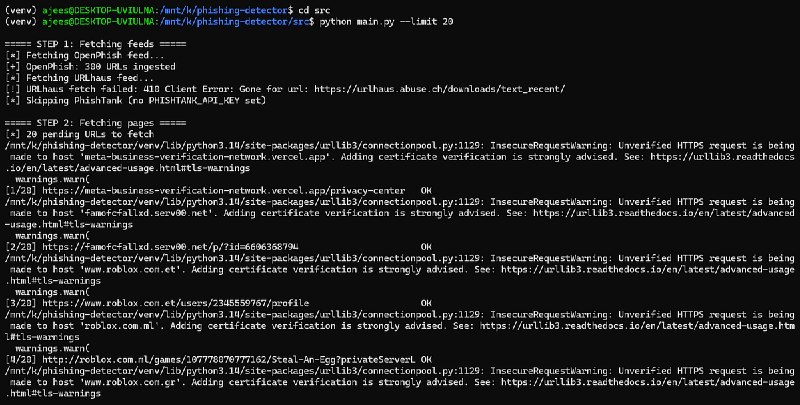 (venv) ajees@DESKTOP-UVIULNA:/mnt/k/phishing-detector$ cd src
(venv) ajees@DESKTOP-UVIULNA:/mnt/k/phishing-detector/src$ python main.py --limit 20
===== STEP 1: Fetching feeds =====
[*] Fetching OpenPhish feed...
[+] OpenPhish: 300 URLs ingested
[*] Fetching URLhaus feed...
[!] URLhaus fetch failed: 410 Client Error: Gone for url: https://urlhaus.abuse.ch/downloads/text_recent/
[*] Skipping PhishTank (no PHISHTANK_API_KEY set)
===== STEP 2: Fetching pages =====
[*] 20 pending URLs to fetch
/mnt/k/phishing-detector/venv/lib/python3.14/site-packages/urllib3/connectionpool.py:1129: InsecureRequestWarning: Unverified HTTPS request is being
made to host 'meta-business-verification-network.vercel.app'. Adding certificate verification is strongly advised. See: https://urllib3.readthedocs
.io/en/latest/advanced-usage.html#tls-warnings
warnings.warn(
[1/20] https://meta-business-verification-network.vercel.app/privacy-center OK
/mnt/k/phishing-detector/venv/lib/python3.14/site-packages/urllib3/connectionpool.py:1129: InsecureRequestWarning: Unverified HTTPS request is being
made to host 'famofcfallxd.serv00.net'. Adding certificate verification is strongly advised. See: https://urllib3.readthedocs.io/en/latest/advanced
-usage.html#tls-warnings
warnings.warn(
[2/20] https://famofcfallxd.serv00.net/p/?id=6606368794 OK
/mnt/k/phishing-detector/venv/lib/python3.14/site-packages/urllib3/connectionpool.py:1129: InsecureRequestWarning: Unverified HTTPS request is being
made to host 'www.roblox.com.et'. Adding certificate verification is strongly advised. See: https://urllib3.readthedocs.io/en/latest/advanced-usage
.html#tls-warnings
warnings.warn(
[3/20] https://www.roblox.com.et/users/2345559767/profile OK
/mnt/k/phishing-detector/venv/lib/python3.14/site-packages/urllib3/connectionpool.py:1129: InsecureRequestWarning: Unverified HTTPS request is being
made to host 'roblox.com.ml'. Adding certificate verification is strongly advised. See: https://urllib3.readthedocs.io/en/latest/advanced-usage.htm
l#tls-warnings
warnings.warn(
[4/20] http://roblox.com.ml/games/107778070777162/Steal-An-Egg?privateServerL OK
/mnt/k/phishing-detector/venv/lib/python3.14/site-packages/urllib3/connectionpool.py:1129: InsecureRequestWarning: Unverified HTTPS request is being
made to host 'www.roblox.com.gr'. Adding certificate verification is strongly advised. See: https://urllib3.readthedocs.io/en/latest/advanced-usage
.html#tls-warnings